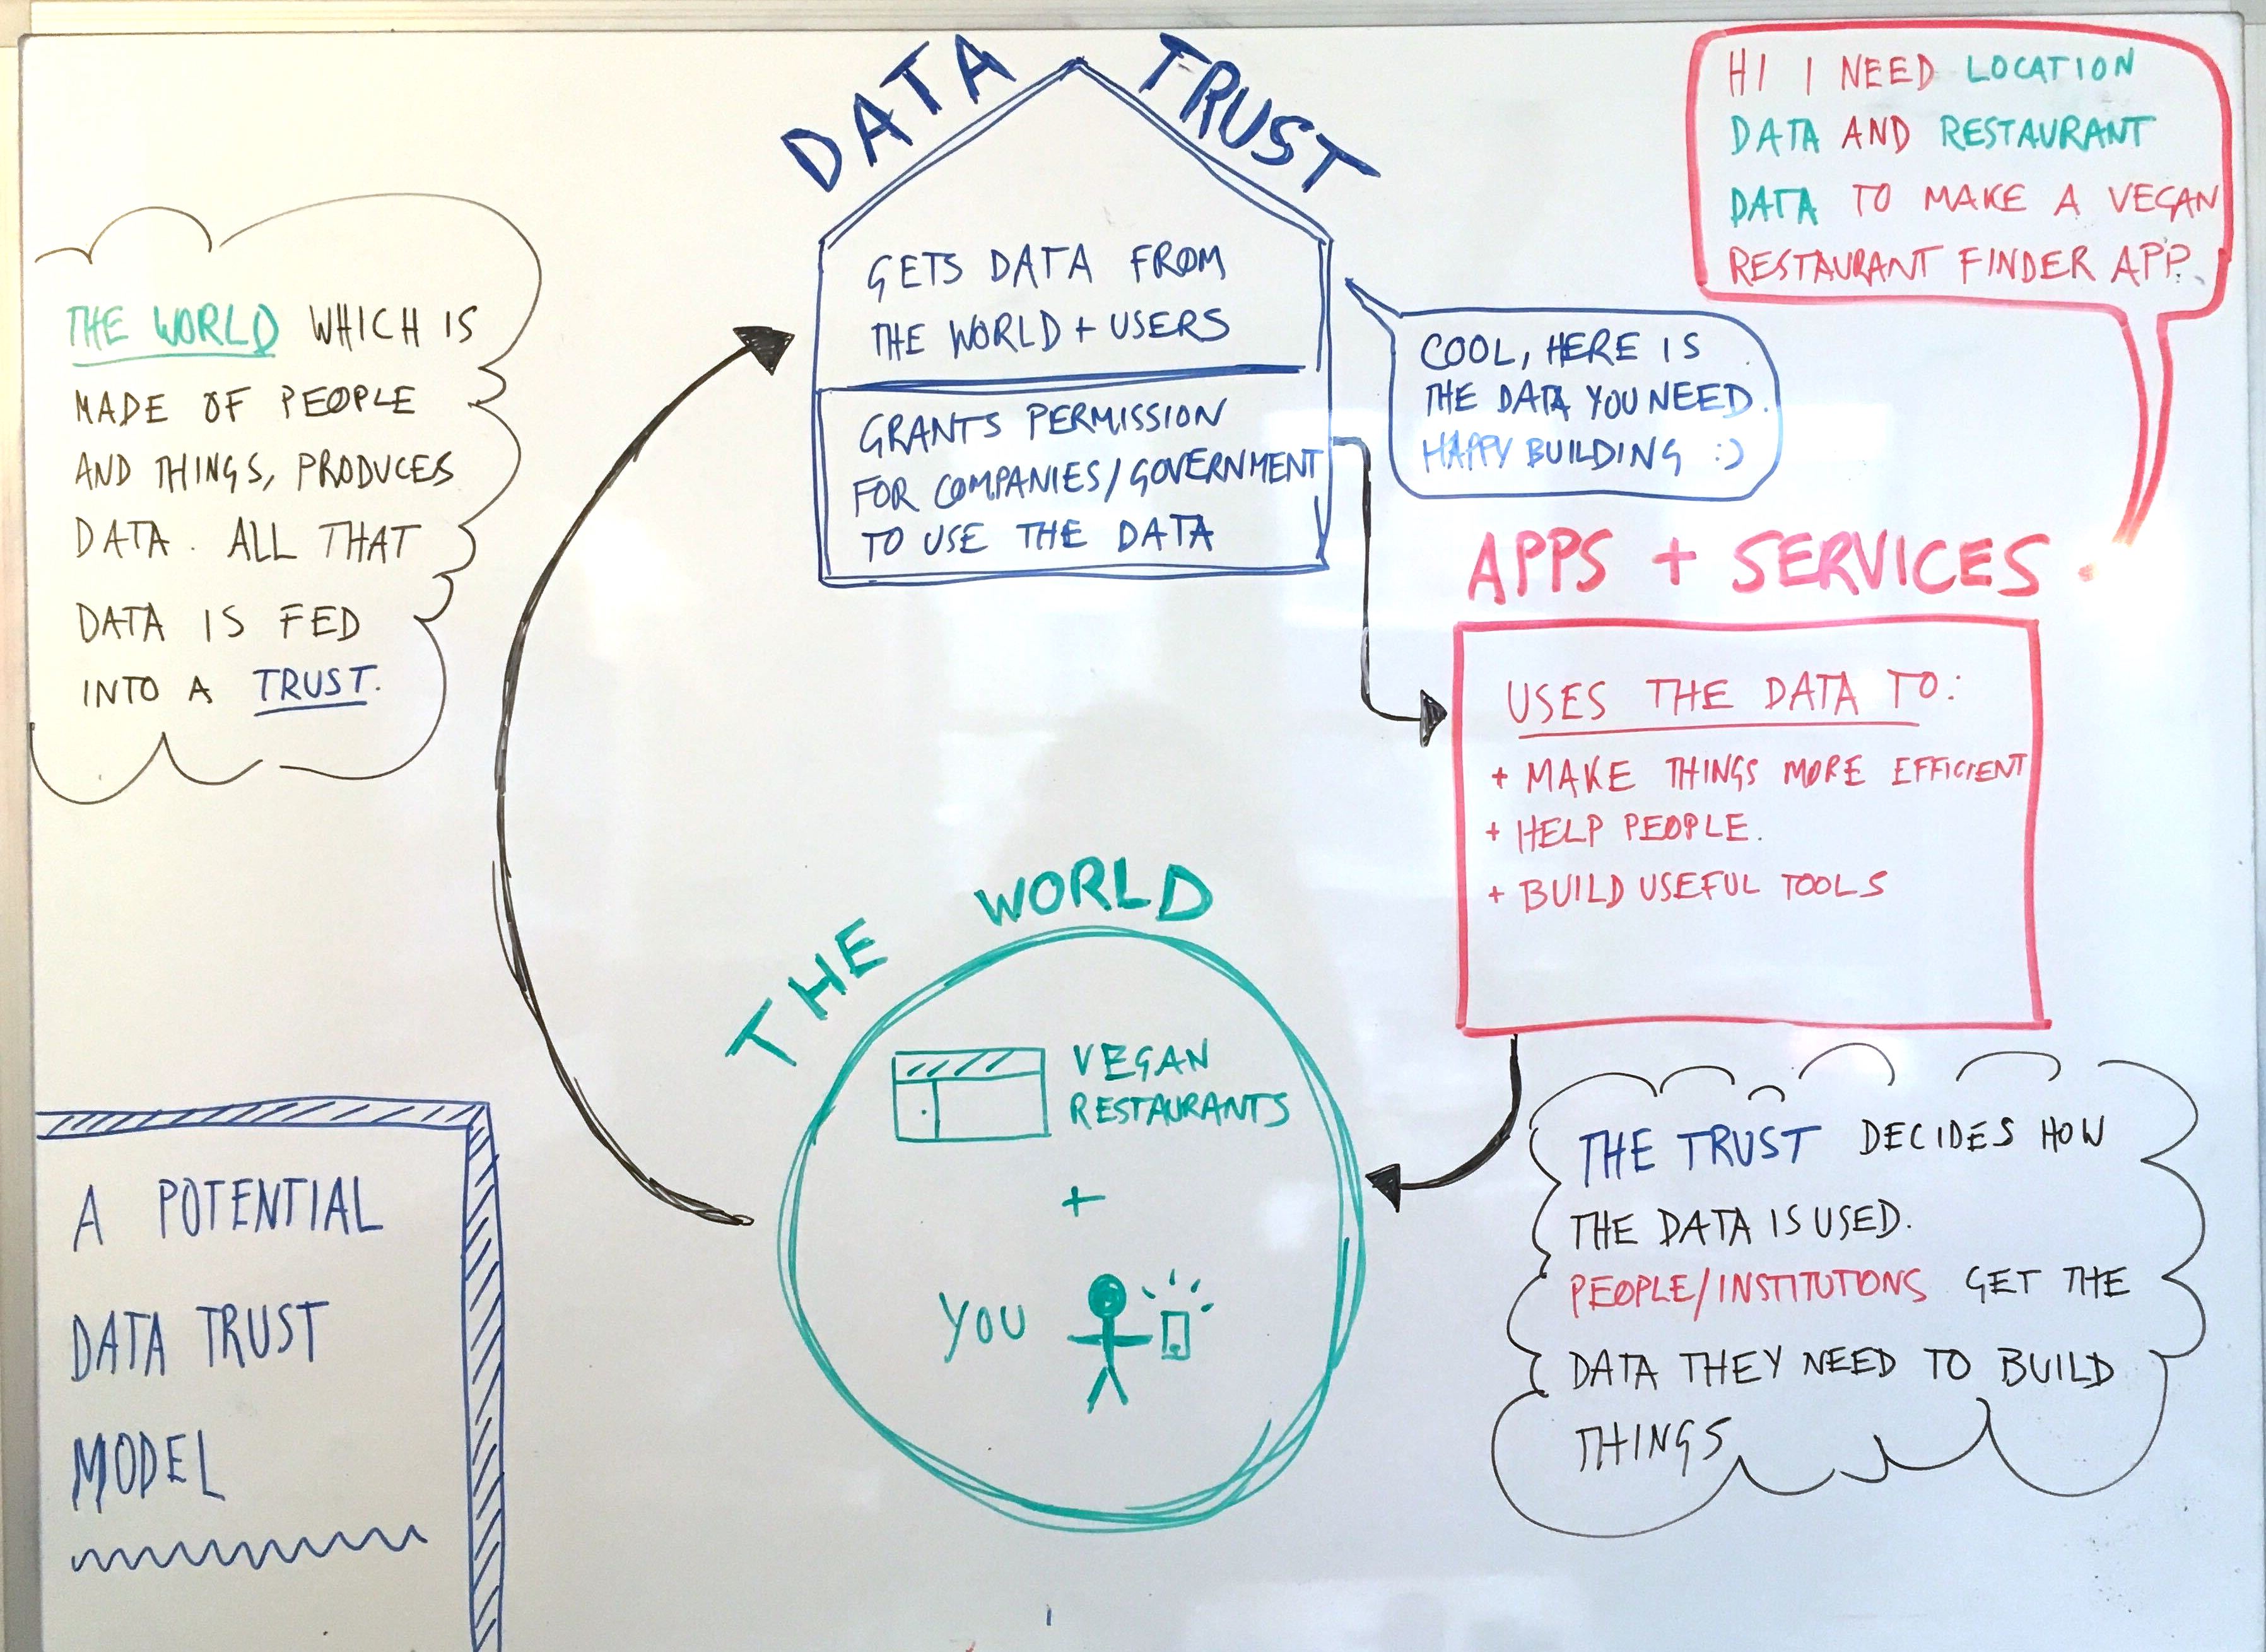 DATA TRUST
GETS DATA FROM
THE WORLD + USERS
GRANTS PERMISSION
FOR COMPANIES/GOVERNMENT
TO USE THE DATA
HI I NEED LOCATION
DATA AND RESTAURANT
DATA TO MAKE A VEGAN
RESTAURANT FINDER APP.
COOL, HERE IS
THE DATA YOU NEED.
HAPPY BUILDING :)
THE WORLD WHICH IS
MADE OF PEOPLE
AND THINGS, PRODUCES
DATA. ALL THAT
DATA IS FED
INTO A TRUST.
APPS + SERVICES
USES THE DATA TO:
+ MAKE THINGS MORE EFFICIENT
+ HELP PEOPLE.
+ BUILD USEFUL TOOLS
THE WORLD
VEGAN
RESTAURANTS
+
YOU
THE TRUST DECIDES HOW
THE DATA IS USED.
PEOPLE/INSTITUTIONS GET THE
DATA THEY NEED TO BUILD
THINGS
A POTENTIAL
DATA TRUST
MODEL